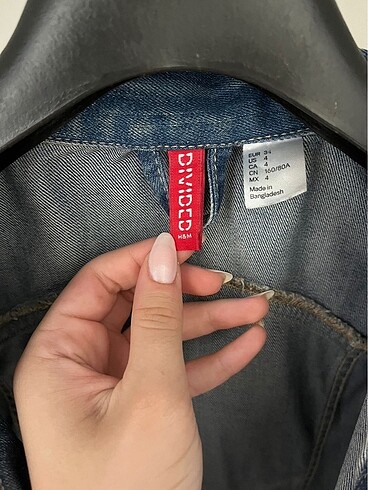 DIVIDED
H&M
EUR 34
US 4
CA 4
CN 160/80A
MX 4
Made in
Bangladesh